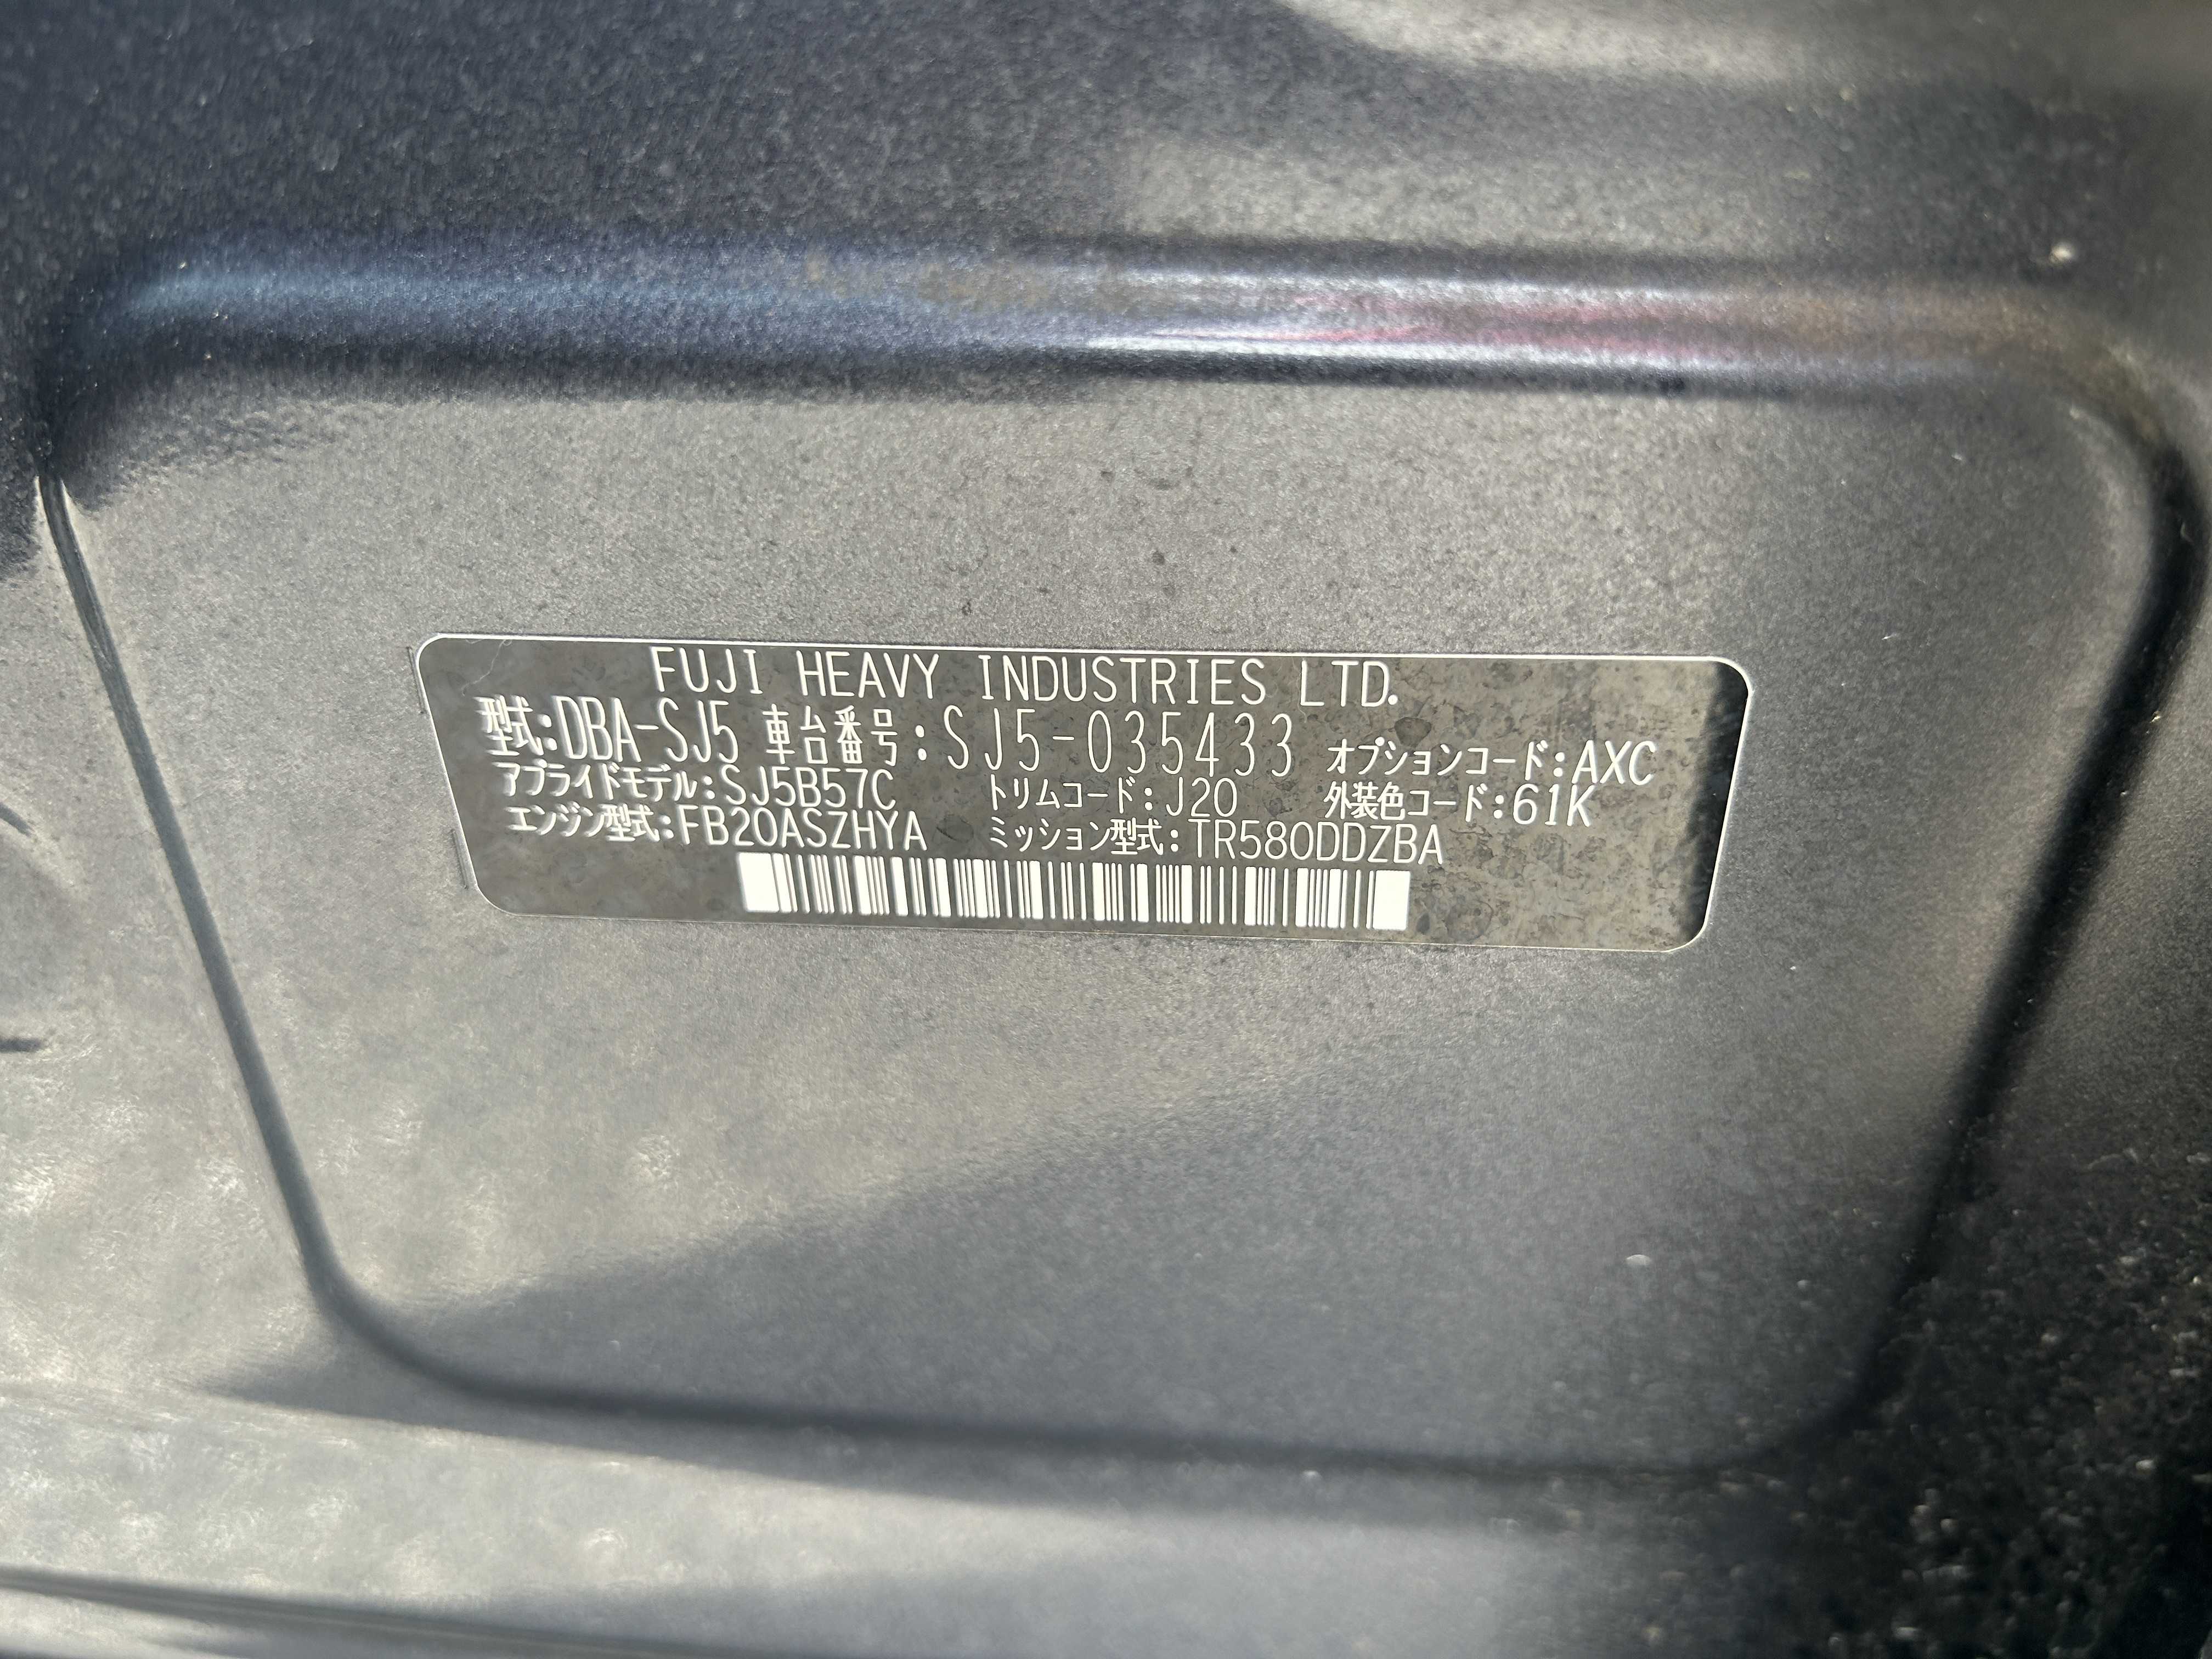 FUJI HEAVY INDUSTRIES LTD.
型式:DBA-SJ5 車台番号:SJ5-035433 オプションコード:AXC
アプライドモデル:SJ5B57C トリムコード:J20 外装色コード:61K
エンジン型式:FB20ASZHYA ミッション型式:TR580DDZBA